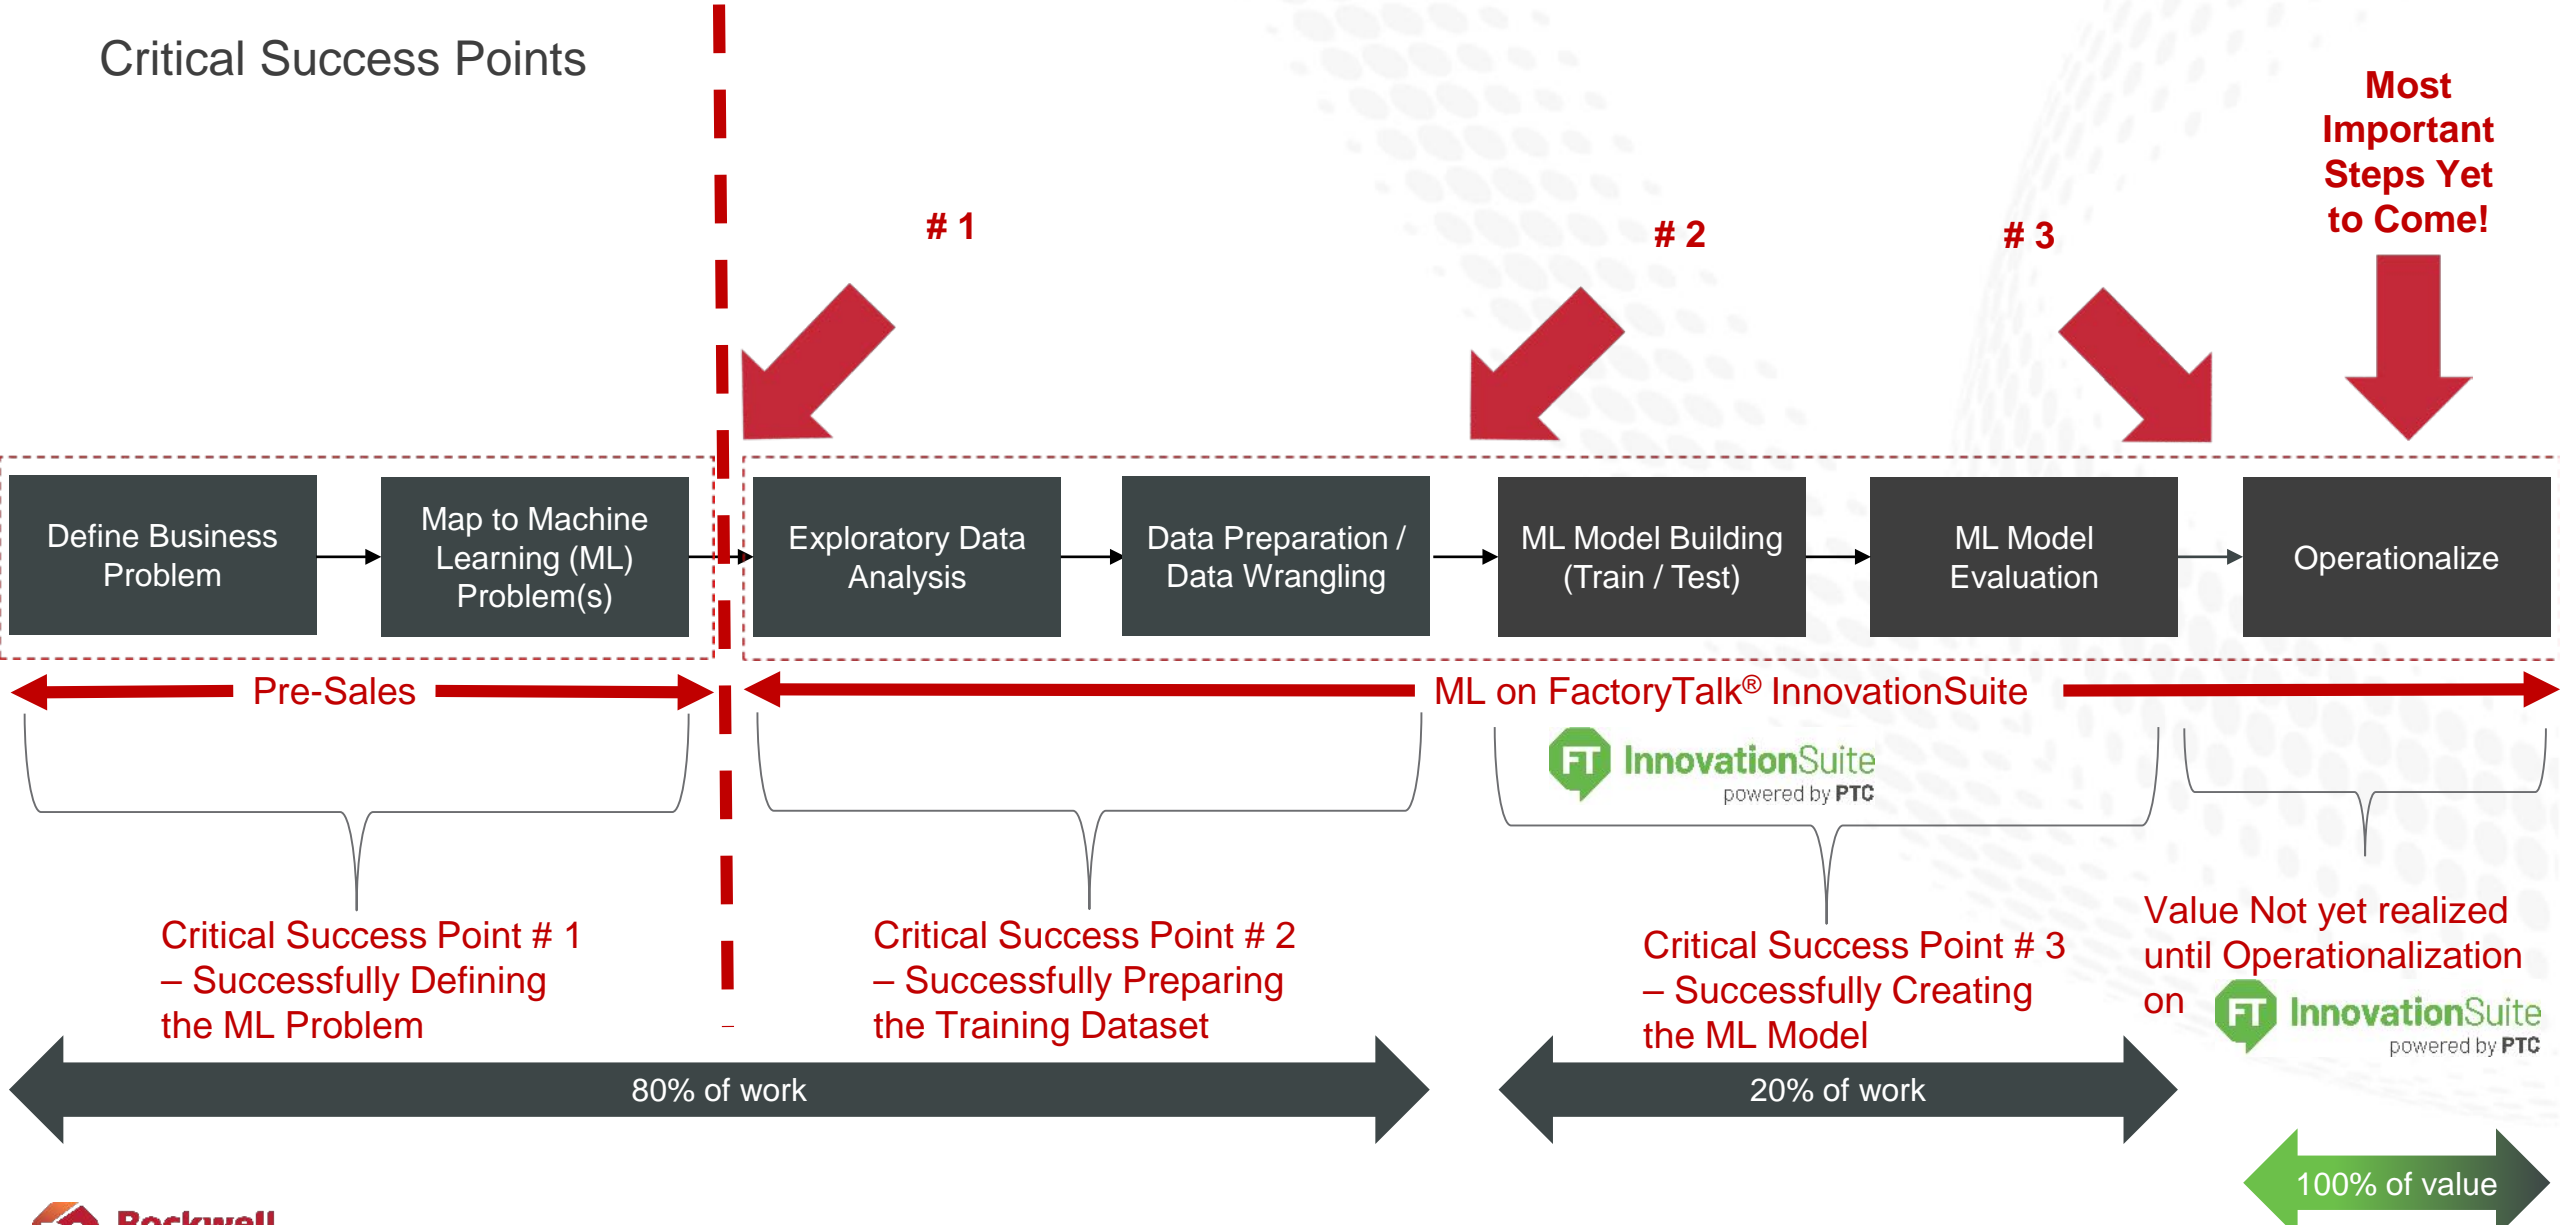 Critical Success Points
Most
Important
Steps Yet
to Come!
# 1
# 2
# 3
Define Business
Problem
Map to Machine
Learning (ML)
Problem(s)
Exploratory Data
Analysis
Data Preparation /
Data Wrangling
ML Model Building
(Train / Test)
ML Model
Evaluation
Operationalize
Pre-Sales
ML on FactoryTalk® InnovationSuite
FT InnovationSuite
powered by PTC
Critical Success Point # 1
– Successfully Defining
the ML Problem
Critical Success Point # 2
– Successfully Preparing
the Training Dataset
Critical Success Point # 3
– Successfully Creating
the ML Model
Value Not yet realized
until Operationalization
on
FT InnovationSuite
powered by PTC
80% of work
20% of work
100% of value
Rockwell